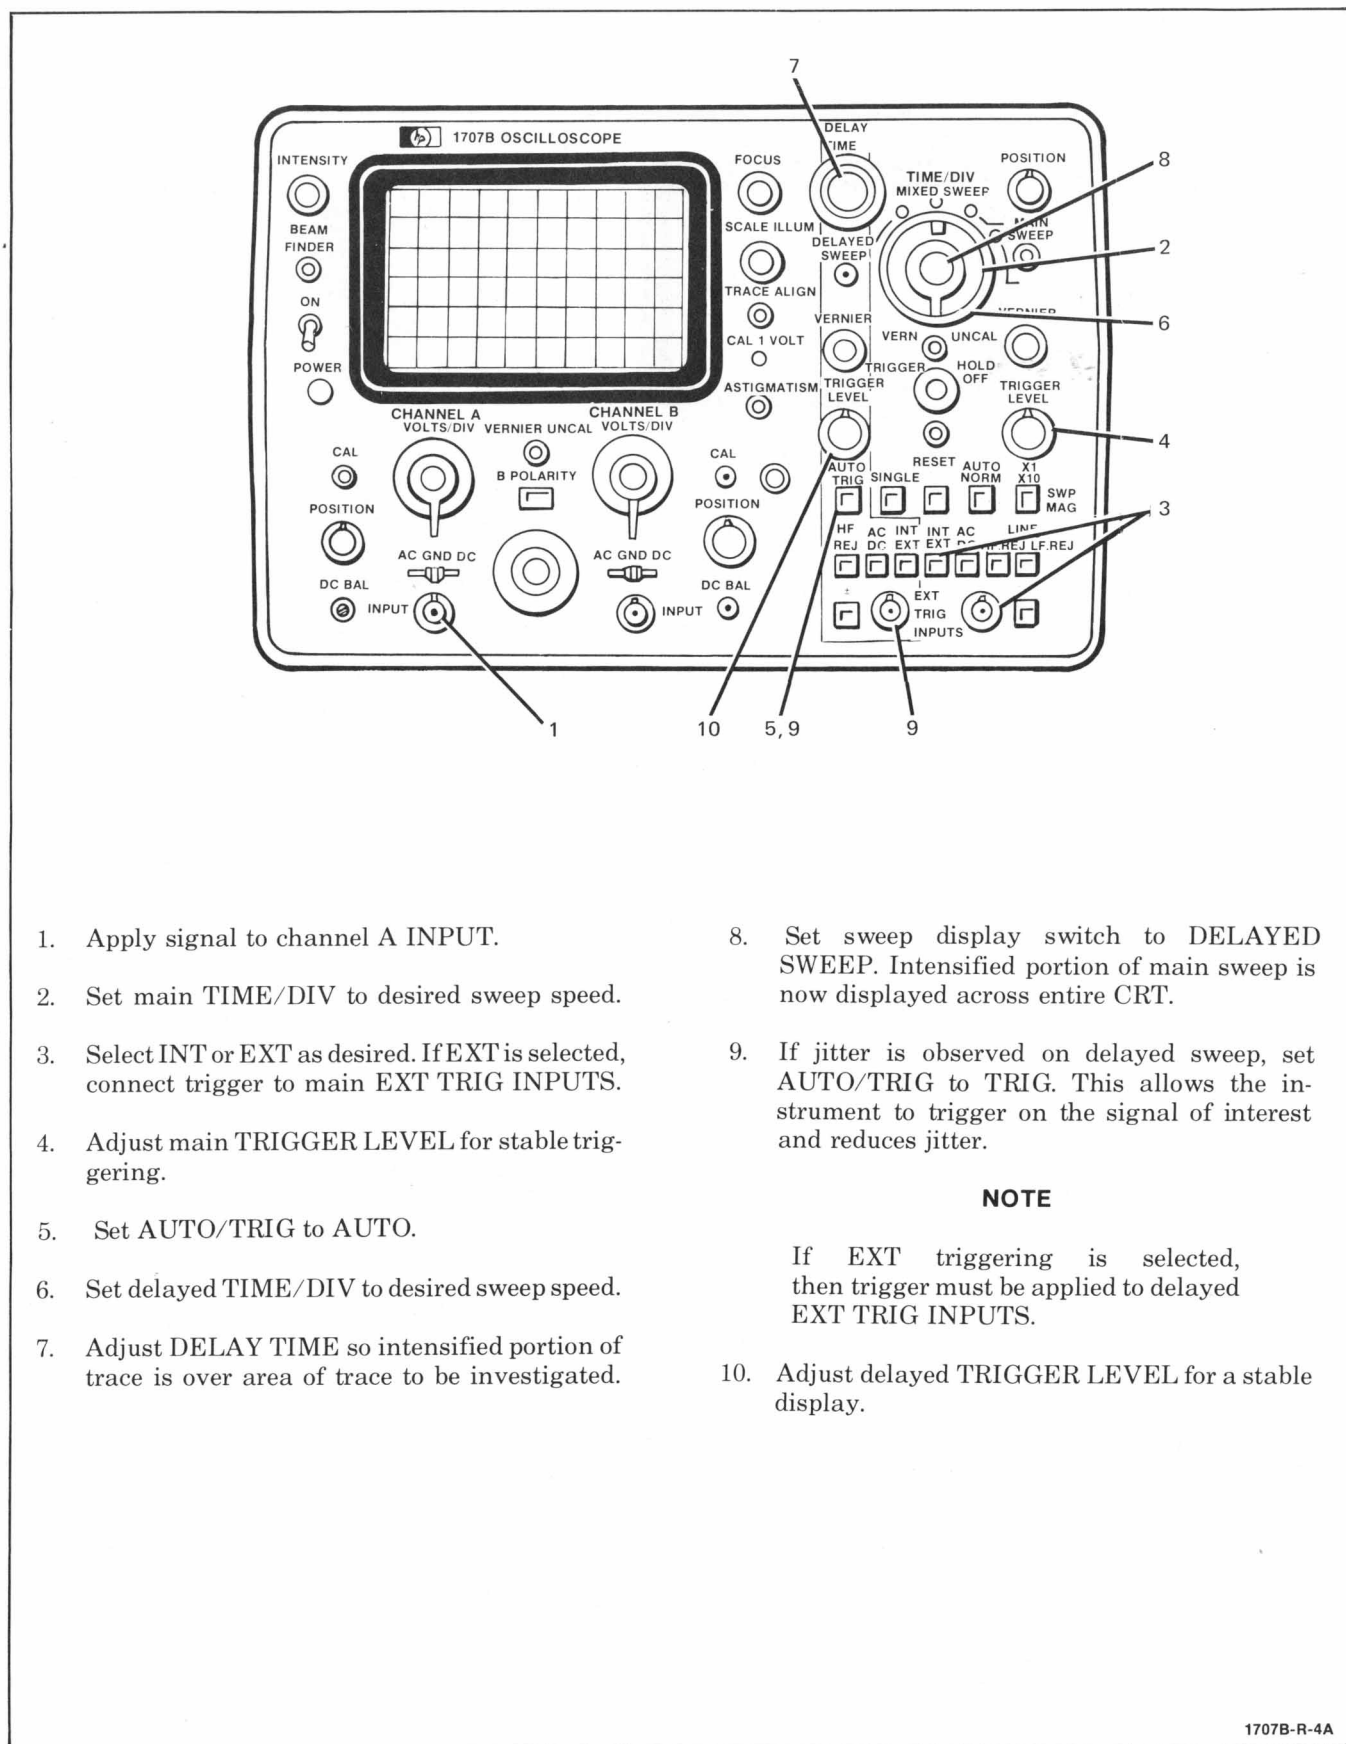 7
hp 1707B OSCILLOSCOPE
DELAY
TIME
INTENSITY
FOCUS
POSITION
8
TIME/DIV
MIXED SWEEP
BEAM
FINDER
SCALE ILLUM
DELAYED
SWEEP
MAIN
SWEEP
2
ON
TRACE ALIGN
VERNIER
VERNIER
6
CAL 1 VOLT
VERN
UNCAL
POWER
TRIGGER
HOLD
OFF
ASTIGMATISM
TRIGGER
LEVEL
TRIGGER
LEVEL
CHANNEL A
VOLTS/DIV
VERNIER UNCAL
CHANNEL B
VOLTS/DIV
4
CAL
CAL
RESET
B POLARITY
AUTO
TRIG
SINGLE
AUTO
NORM
X1
X10
SWP
MAG
POSITION
POSITION
3
HF
REJ
AC
DC
INT
EXT
INT
EXT
AC
DC
LINE
HF.REJ LF.REJ
AC GND DC
AC GND DC
DC BAL
DC BAL
±
INPUT
INPUT
EXT
TRIG
INPUTS
1
10
5, 9
9
1. Apply signal to channel A INPUT.
2. Set main TIME/DIV to desired sweep speed.
3. Select INT or EXT as desired. If EXT is selected,
connect trigger to main EXT TRIG INPUTS.
4. Adjust main TRIGGER LEVEL for stable trig-
gering.
5. Set AUTO/TRIG to AUTO.
6. Set delayed TIME/DIV to desired sweep speed.
7. Adjust DELAY TIME so intensified portion of
trace is over area of trace to be investigated.
8. Set sweep display switch to DELAYED
SWEEP. Intensified portion of main sweep is
now displayed across entire CRT.
9. If jitter is observed on delayed sweep, set
AUTO/TRIG to TRIG. This allows the in-
strument to trigger on the signal of interest
and reduces jitter.
NOTE
If EXT triggering is selected,
then trigger must be applied to delayed
EXT TRIG INPUTS.
10. Adjust delayed TRIGGER LEVEL for a stable
display.
1707B-R-4A